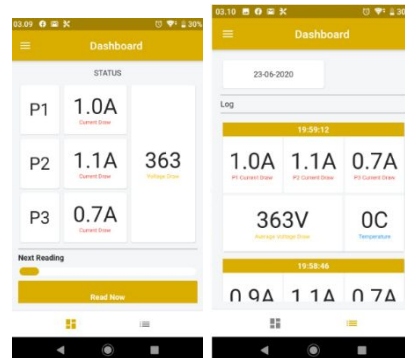 03.09 30%
Dashboard
STATUS
P1 1.0A
Current Draw
P2 1.1A 363
Current Draw Voltage Draw
P3 0.7A
Current Draw
Next Reading
Read Now
03.10 30%
Dashboard
23-06-2020
Log
19:59:12
1.0A 1.1A 0.7A
P1 Current Draw P2 Current Draw P3 Current Draw
363V 0C
Average Voltage Draw Temperature
19:58:46
0.9A 1.1A 0.7A